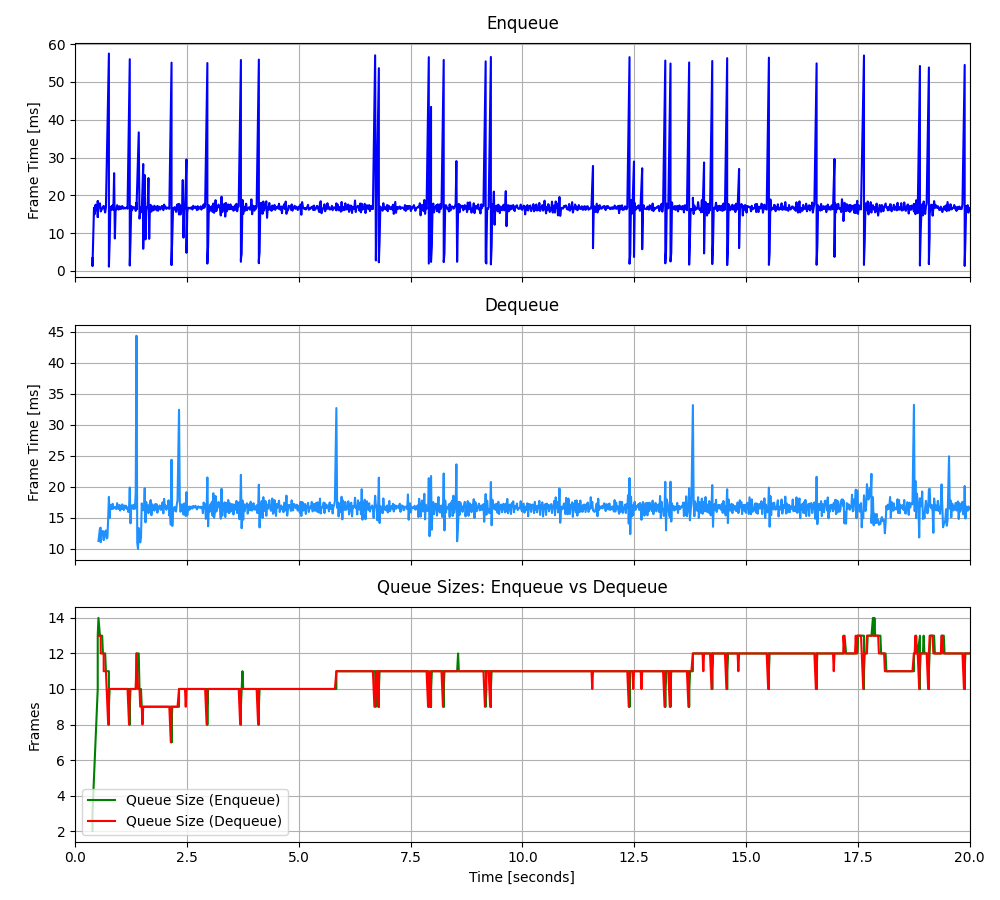 Enqueue
60
50
40
30
20
10
0
Frame Time [ms]
Dequeue
45
40
35
30
25
20
15
10
Frame Time [ms]
Queue Sizes: Enqueue vs Dequeue
14
12
10
8
6
4
2
Frames
Queue Size (Enqueue)
Queue Size (Dequeue)
0.0 2.5 5.0 7.5 10.0 12.5 15.0 17.5 20.0
Time [seconds]